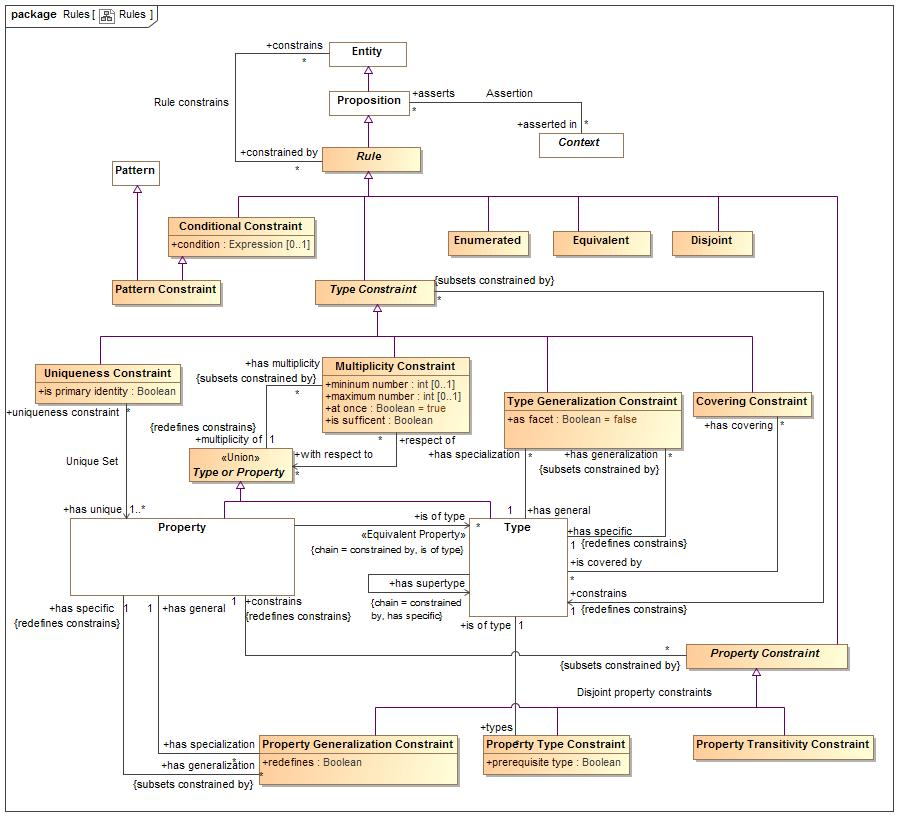 package Rules [ Rules ]
+constrains
*
Entity
Rule constrains
Proposition
+asserts
*
Assertion
+asserted in *
Context
+constrained by
*
Rule
Pattern
Conditional Constraint
+condition : Expression [0..1]
Enumerated
Equivalent
Disjoint
Pattern Constraint
Type Constraint
{subsets constrained by}
*
Uniqueness Constraint
+is primary identity : Boolean
+uniqueness constraint *
+has multiplicity
{subsets constrained by}
*
Multiplicity Constraint
+mininum number : int [0..1]
+maximum number : int [0..1]
+at once : Boolean = true
+is sufficent : Boolean
Type Generalization Constraint
+as facet : Boolean = false
Covering Constraint
+has covering *
{redefines constrains}
+multiplicity of 1
* +respect of
+has specialization *
+has generalization *
{subsets constrained by}
Unique Set
«Union»
Type or Property
+with respect to
*
+has unique 1..*
1 +has general
Property
+is of type
*
«Equivalent Property»
{chain = constrained by, is of type}
Type
+has specific
1 {redefines constrains}
+is covered by
*
+has supertype
{chain = constrained
by, has specific}
+constrains
1 {redefines constrains}
+has specific 1
{redefines constrains}
1 +has general
1 +constrains
{redefines constrains}
+is of type 1
*
{subsets constrained by}
Property Constraint
Disjoint property constraints
+types
*
+has specialization
*
+has generalization
*
{subsets constrained by}
Property Generalization Constraint
+redefines : Boolean
Property Type Constraint
+prerequisite type : Boolean
Property Transitivity Constraint